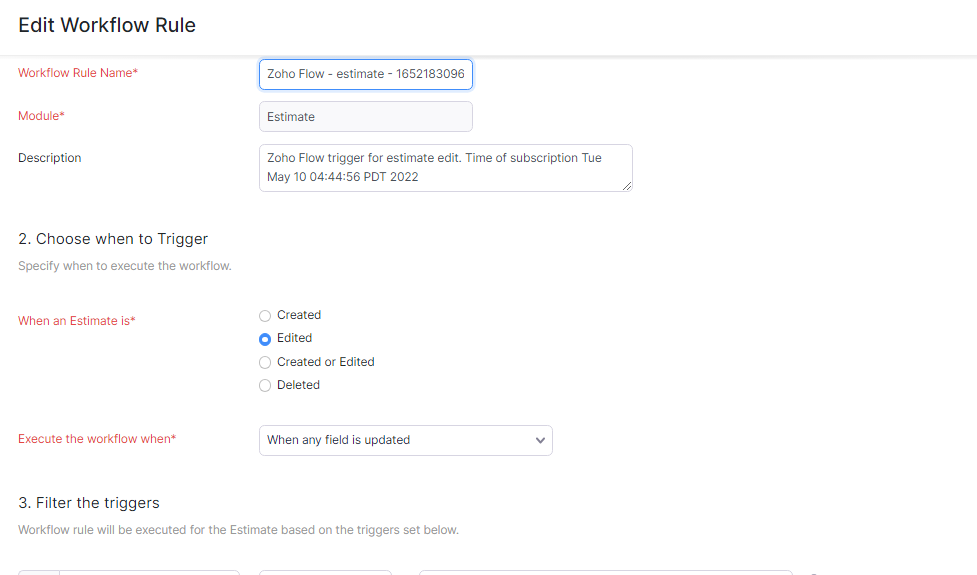 Edit Workflow Rule
Workflow Rule Name*
Zoho Flow - estimate - 1652183096
Module*
Estimate
Description
Zoho Flow trigger for estimate edit. Time of subscription Tue
May 10 04:44:56 PDT 2022
2. Choose when to Trigger
Specify when to execute the workflow.
When an Estimate is*
Created
Edited
Created or Edited
Deleted
Execute the workflow when*
When any field is updated
3. Filter the triggers
Workflow rule will be executed for the Estimate based on the triggers set below.